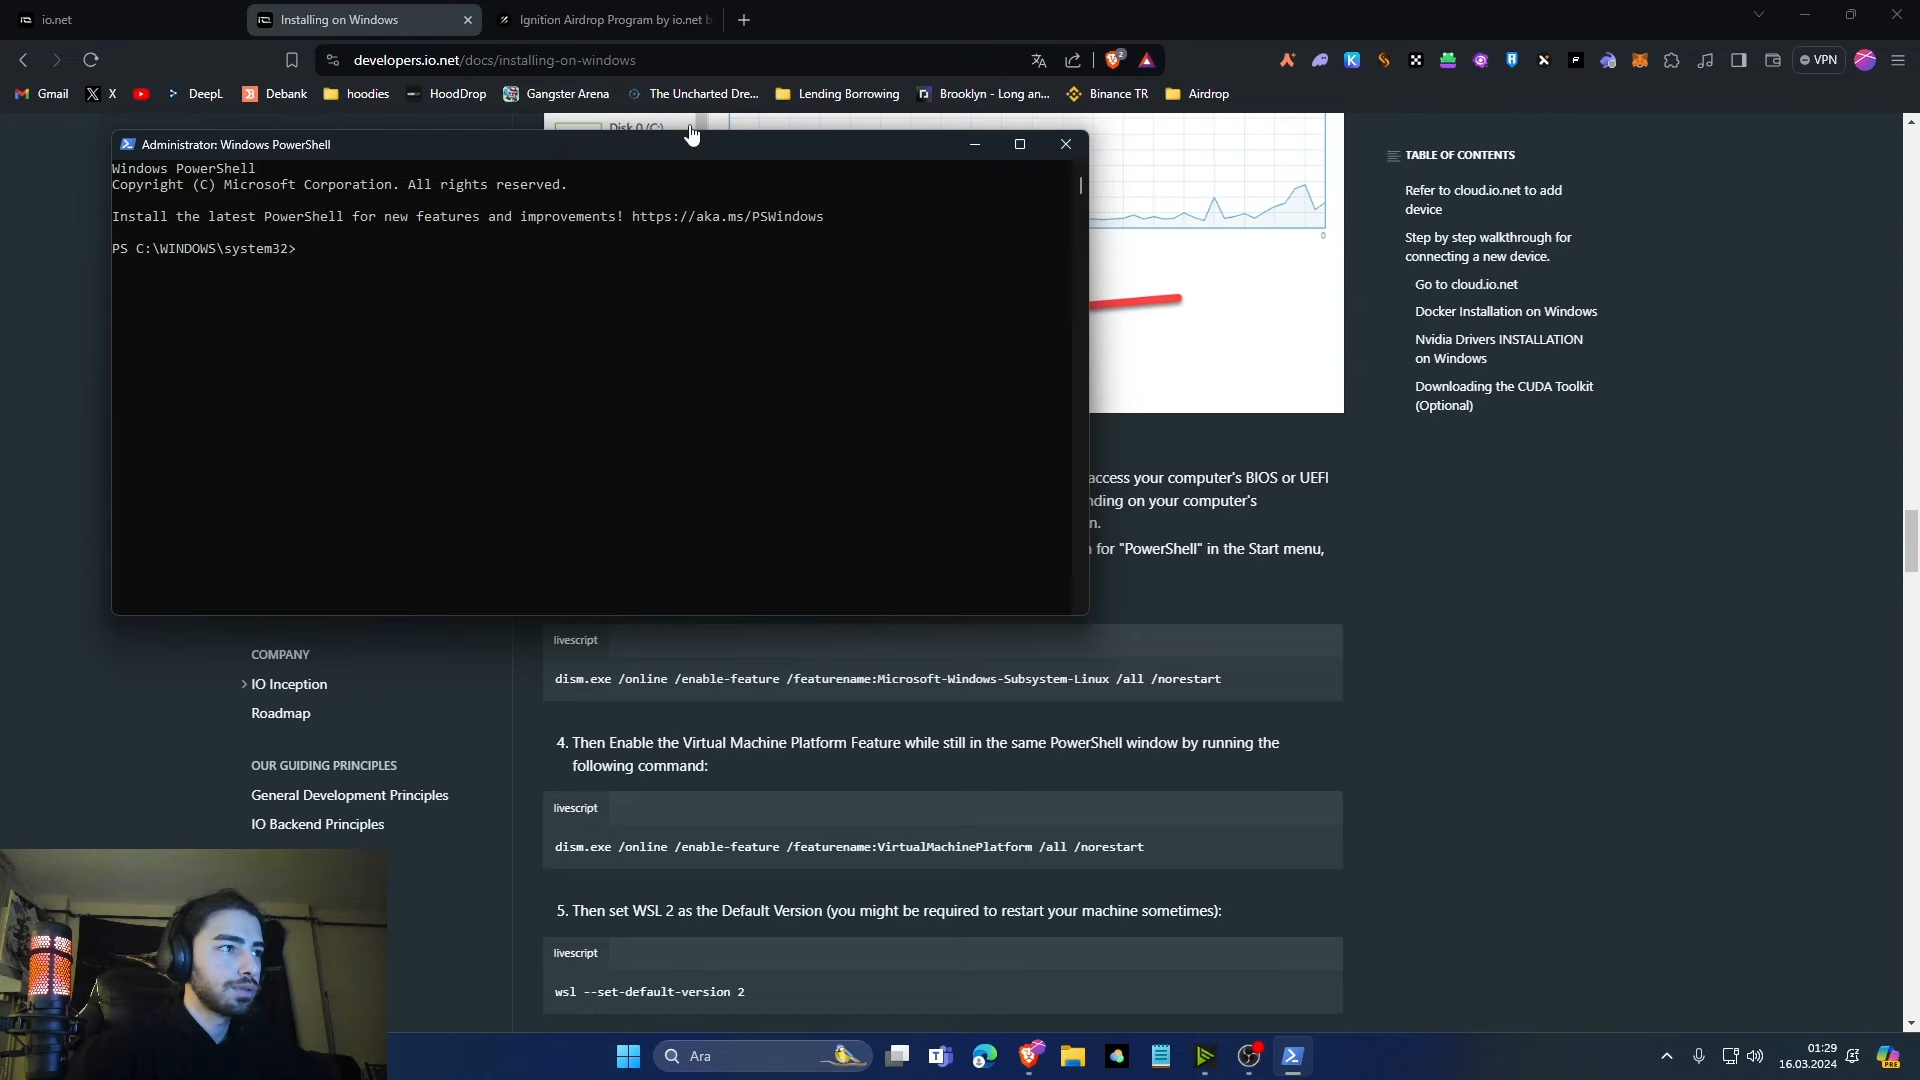 io.net
Installing on Windows
Ignition Airdrop Program by io.net b
developers.io.net/docs/installing-on-windows
2
VPN
Gmail
X
DeepL
Debank
hoodies
HoodDrop
Gangster Arena
The Uncharted Dre...
Lending Borrowing
Brooklyn - Long an...
Binance TR
Airdrop
Disk 0 (C:)
Administrator: Windows PowerShell
Windows PowerShell
Copyright (C) Microsoft Corporation. All rights reserved.
Install the latest PowerShell for new features and improvements! https://aka.ms/PSWindows
PS C:\WINDOWS\system32>
0
TABLE OF CONTENTS
Refer to cloud.io.net to add
device
Step by step walkthrough for
connecting a new device.
Go to cloud.io.net
Docker Installation on Windows
Nvidia Drivers INSTALLATION
on Windows
Downloading the CUDA Toolkit
(Optional)
access your computer's BIOS or UEFI
nding on your computer's
n.
for "PowerShell" in the Start menu,
livescript
dism.exe /online /enable-feature /featurename:Microsoft-Windows-Subsystem-Linux /all /norestart
4. Then Enable the Virtual Machine Platform Feature while still in the same PowerShell window by running the
following command:
livescript
dism.exe /online /enable-feature /featurename:VirtualMachinePlatform /all /norestart
5. Then set WSL 2 as the Default Version (you might be required to restart your machine sometimes):
livescript
wsl --set-default-version 2
COMPANY
IO Inception
Roadmap
OUR GUIDING PRINCIPLES
General Development Principles
IO Backend Principles
Ara
01:29
16.03.2024
PRE